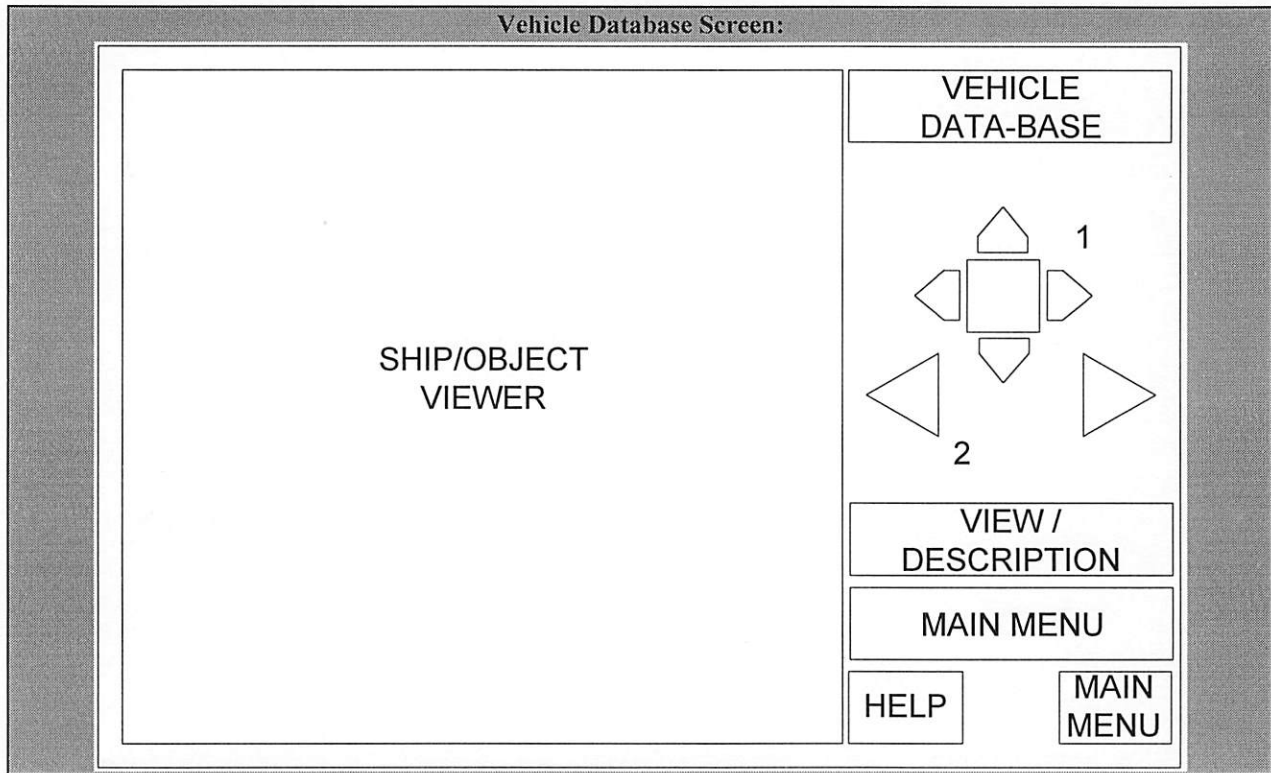 Vehicle Database Screen:
VEHICLE
DATA-BASE
1
SHIP/OBJECT
VIEWER
2
VIEW /
DESCRIPTION
MAIN MENU
HELP
MAIN
MENU